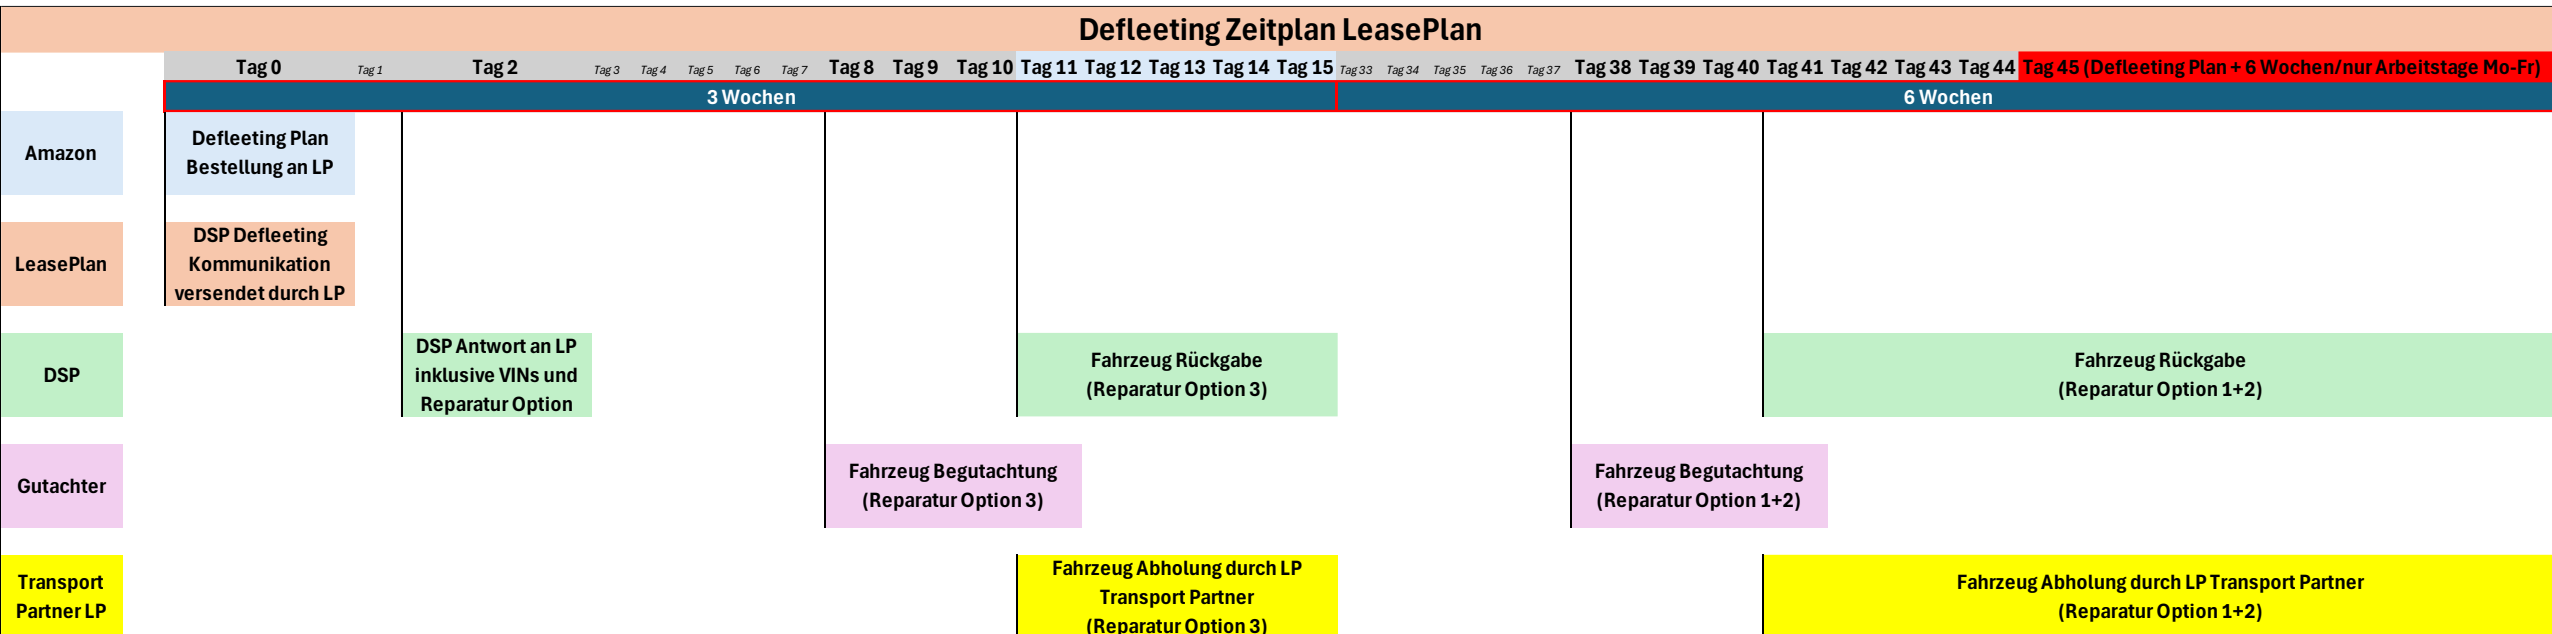 Defleeting Zeitplan LeasePlan
Tag 0 Tag 1 Tag 2 Tag 3 Tag 4 Tag 5 Tag 6 Tag 7 Tag 8 Tag 9 Tag 10 Tag 11 Tag 12 Tag 13 Tag 14 Tag 15 Tag 33 Tag 34 Tag 35 Tag 36 Tag 37 Tag 38 Tag 39 Tag 40 Tag 41 Tag 42 Tag 43 Tag 44 Tag 45 (Defleeting Plan + 6 Wochen/nur Arbeitstage Mo-Fr)
3 Wochen 6 Wochen
Amazon
Defleeting Plan
Bestellung an LP
LeasePlan
DSP Defleeting
Kommunikation
versendet durch LP
DSP
DSP Antwort an LP
inklusive VINs und
Reparatur Option
Fahrzeug Rückgabe
(Reparatur Option 3)
Fahrzeug Rückgabe
(Reparatur Option 1+2)
Gutachter
Fahrzeug Begutachtung
(Reparatur Option 3)
Fahrzeug Begutachtung
(Reparatur Option 1+2)
Transport
Partner LP
Fahrzeug Abholung durch LP
Transport Partner
(Reparatur Option 3)
Fahrzeug Abholung durch LP Transport Partner
(Reparatur Option 1+2)